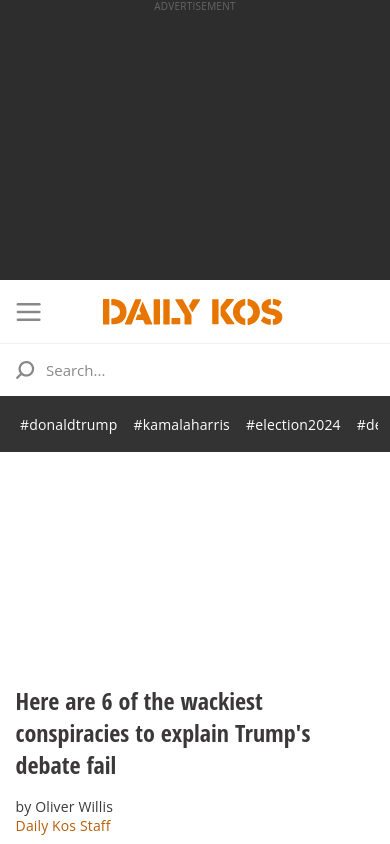 ADVERTISEMENT
DAILY KOS
Search...
#donaldtrump #kamalaharris #election2024 #de
Here are 6 of the wackiest
conspiracies to explain Trump's
debate fail
by Oliver Willis
Daily Kos Staff